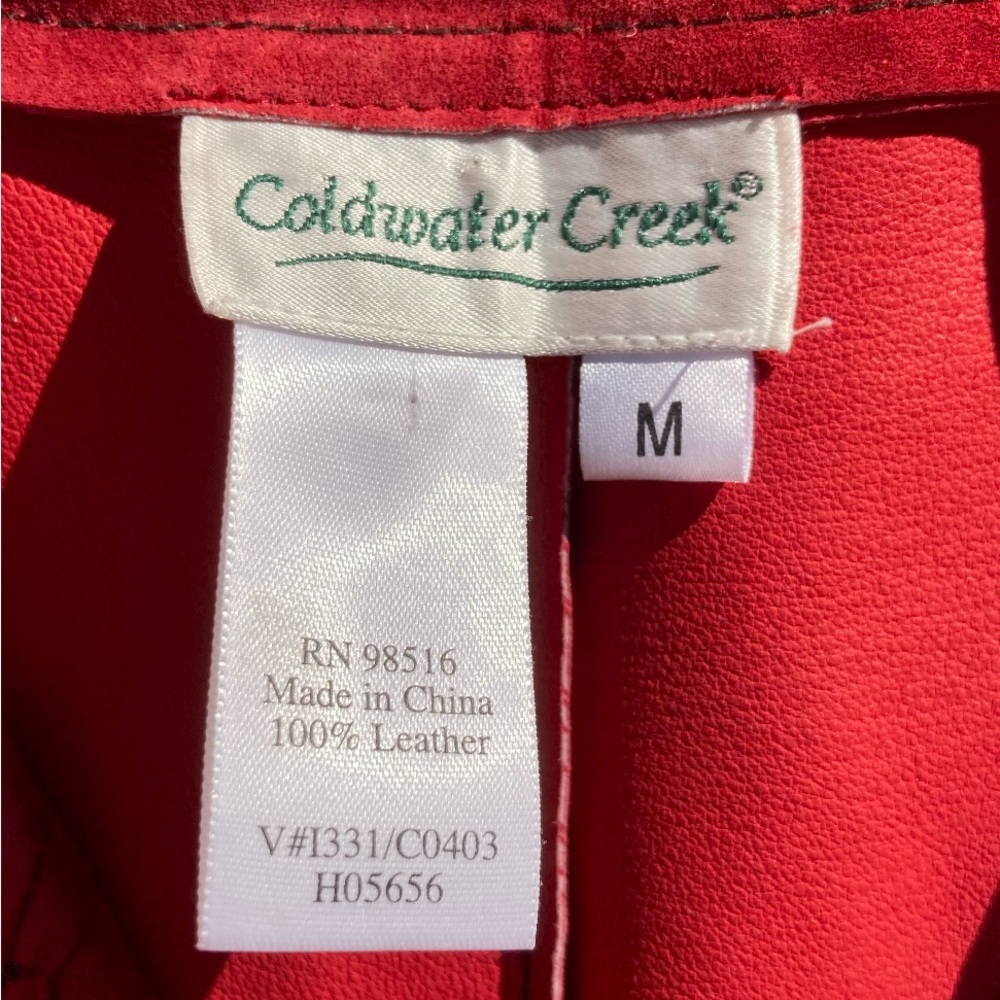 Coldwater Creek®
M
RN 98516
Made in China
100% Leather
V#I331/C0403
H05656